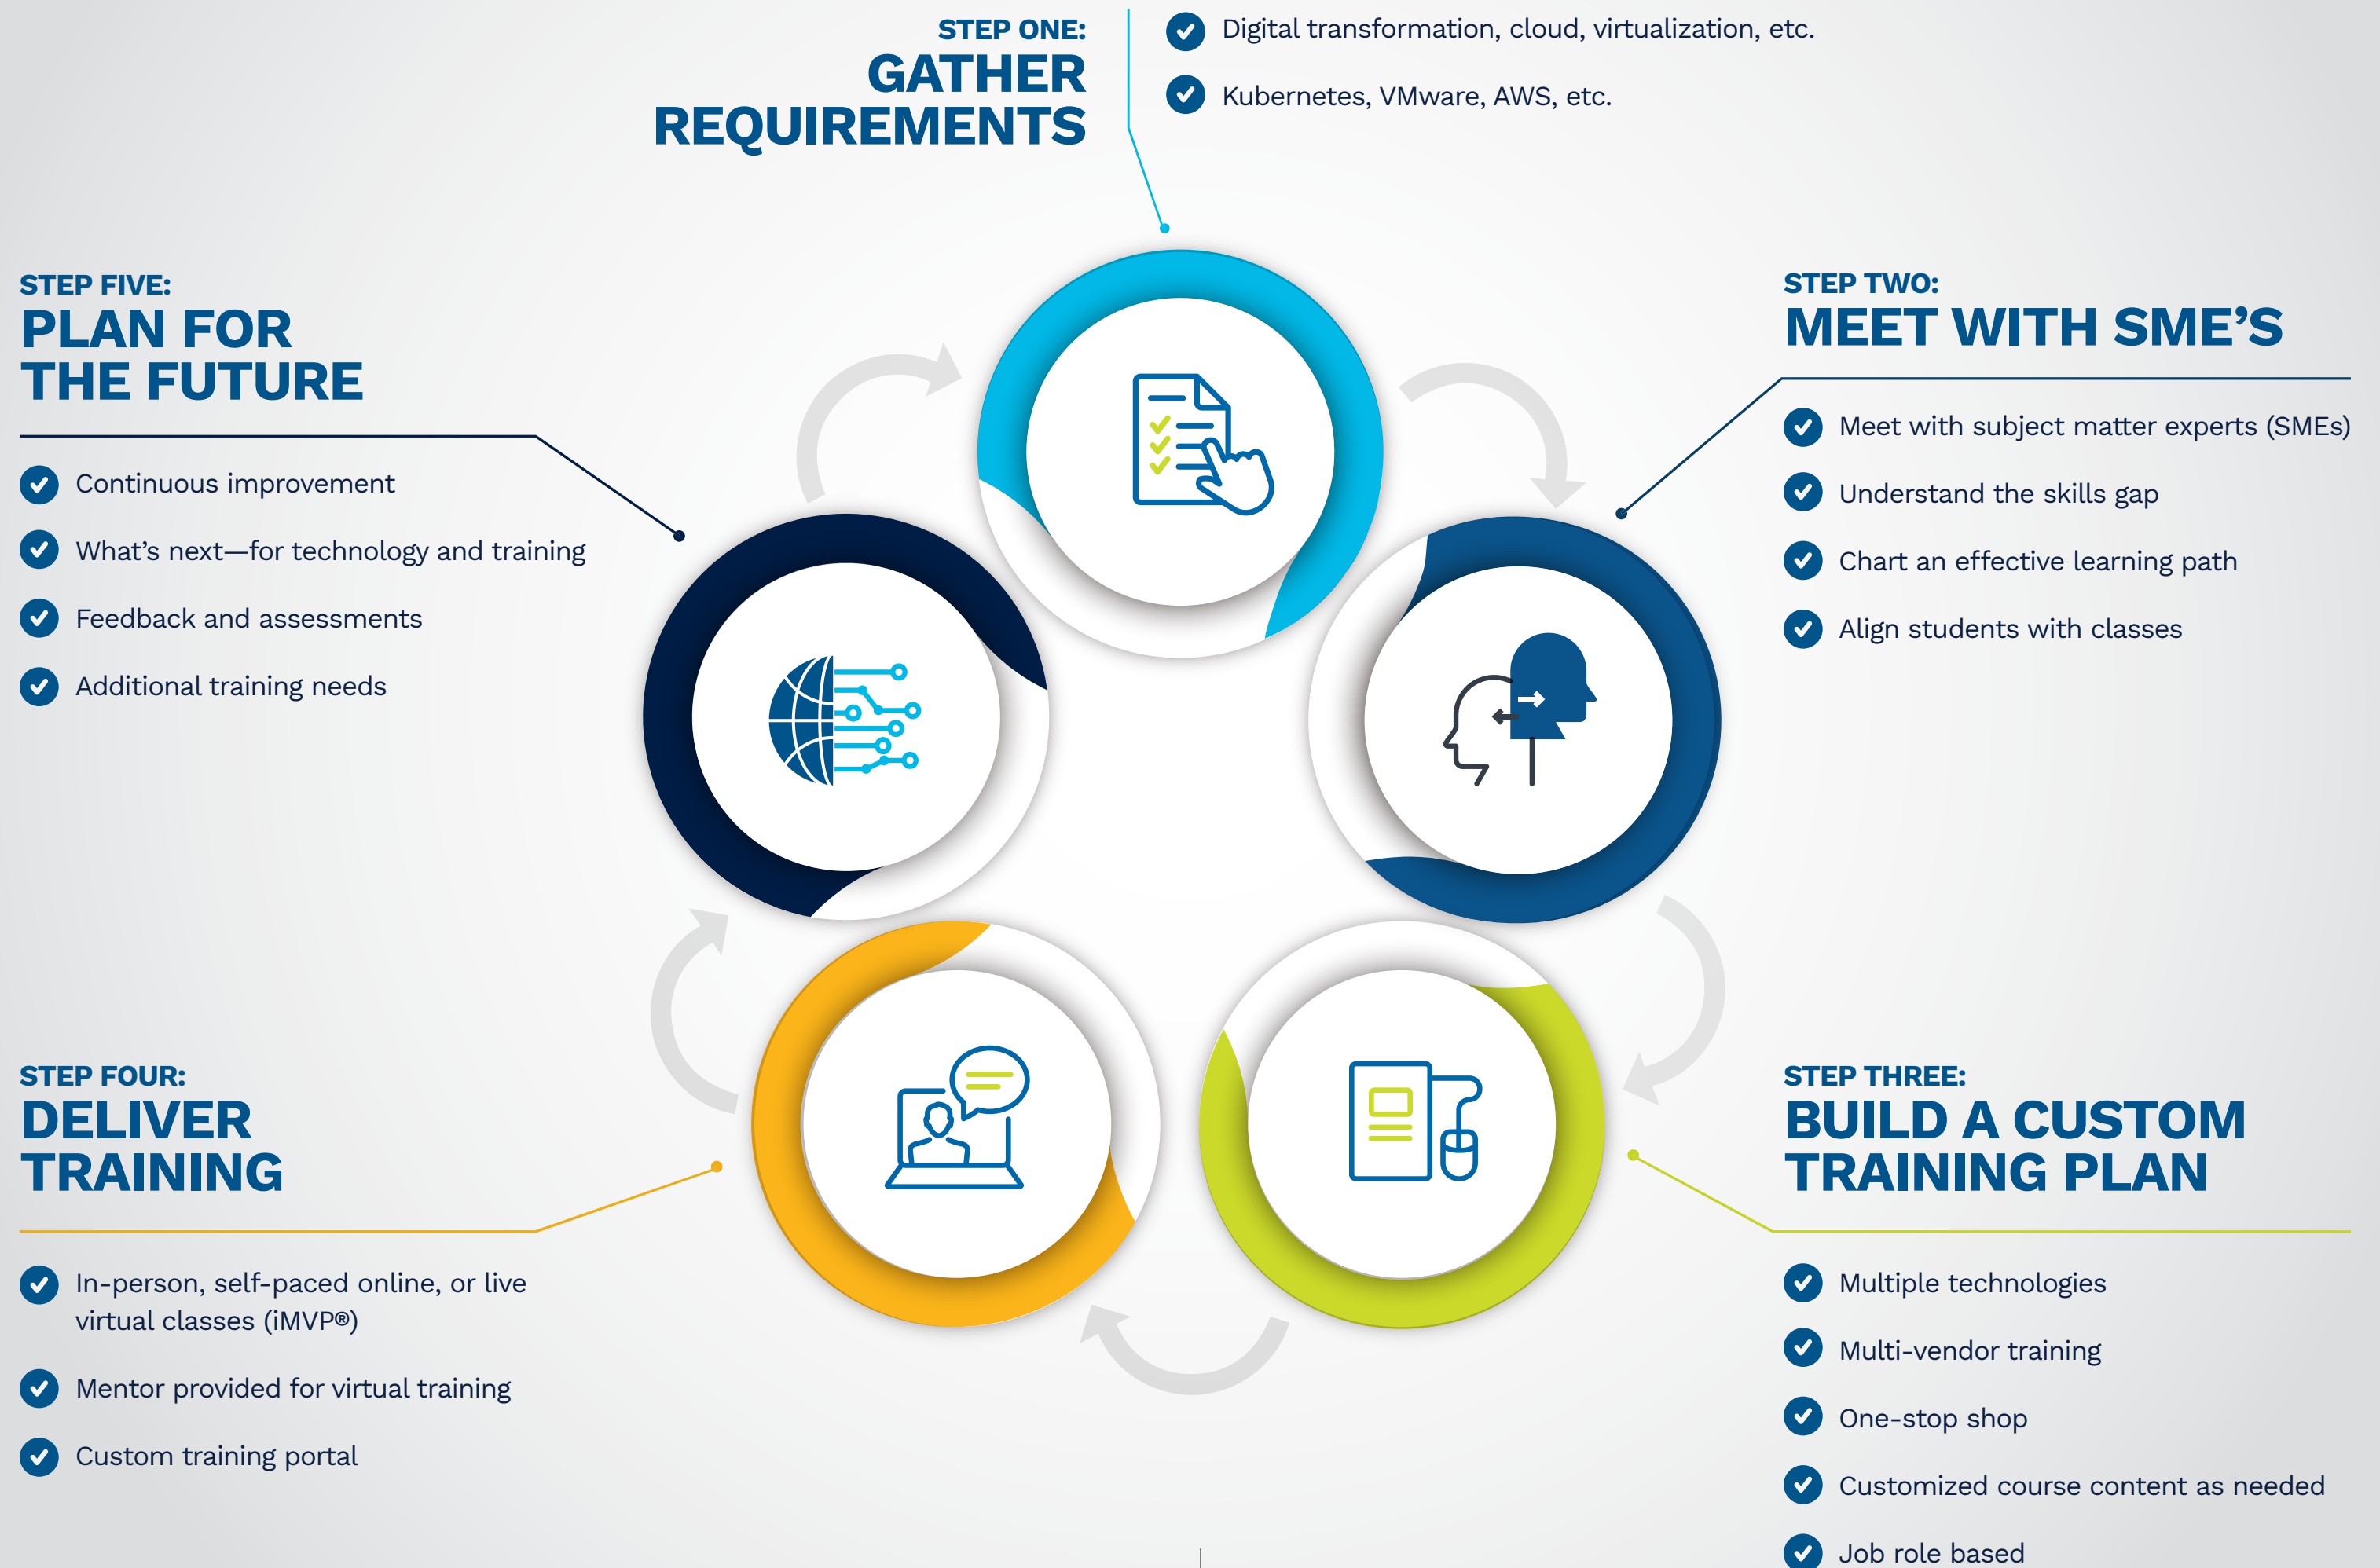 STEP ONE:
GATHER
REQUIREMENTS
Digital transformation, cloud, virtualization, etc.
Kubernetes, VMware, AWS, etc.
STEP TWO:
MEET WITH SME’S
Meet with subject matter experts (SMEs)
Understand the skills gap
Chart an effective learning path
Align students with classes
STEP THREE:
BUILD A CUSTOM
TRAINING PLAN
Multiple technologies
Multi-vendor training
One-stop shop
Customized course content as needed
Job role based
STEP FOUR:
DELIVER
TRAINING
In-person, self-paced online, or live
virtual classes (iMVP®)
Mentor provided for virtual training
Custom training portal
STEP FIVE:
PLAN FOR
THE FUTURE
Continuous improvement
What’s next—for technology and training
Feedback and assessments
Additional training needs